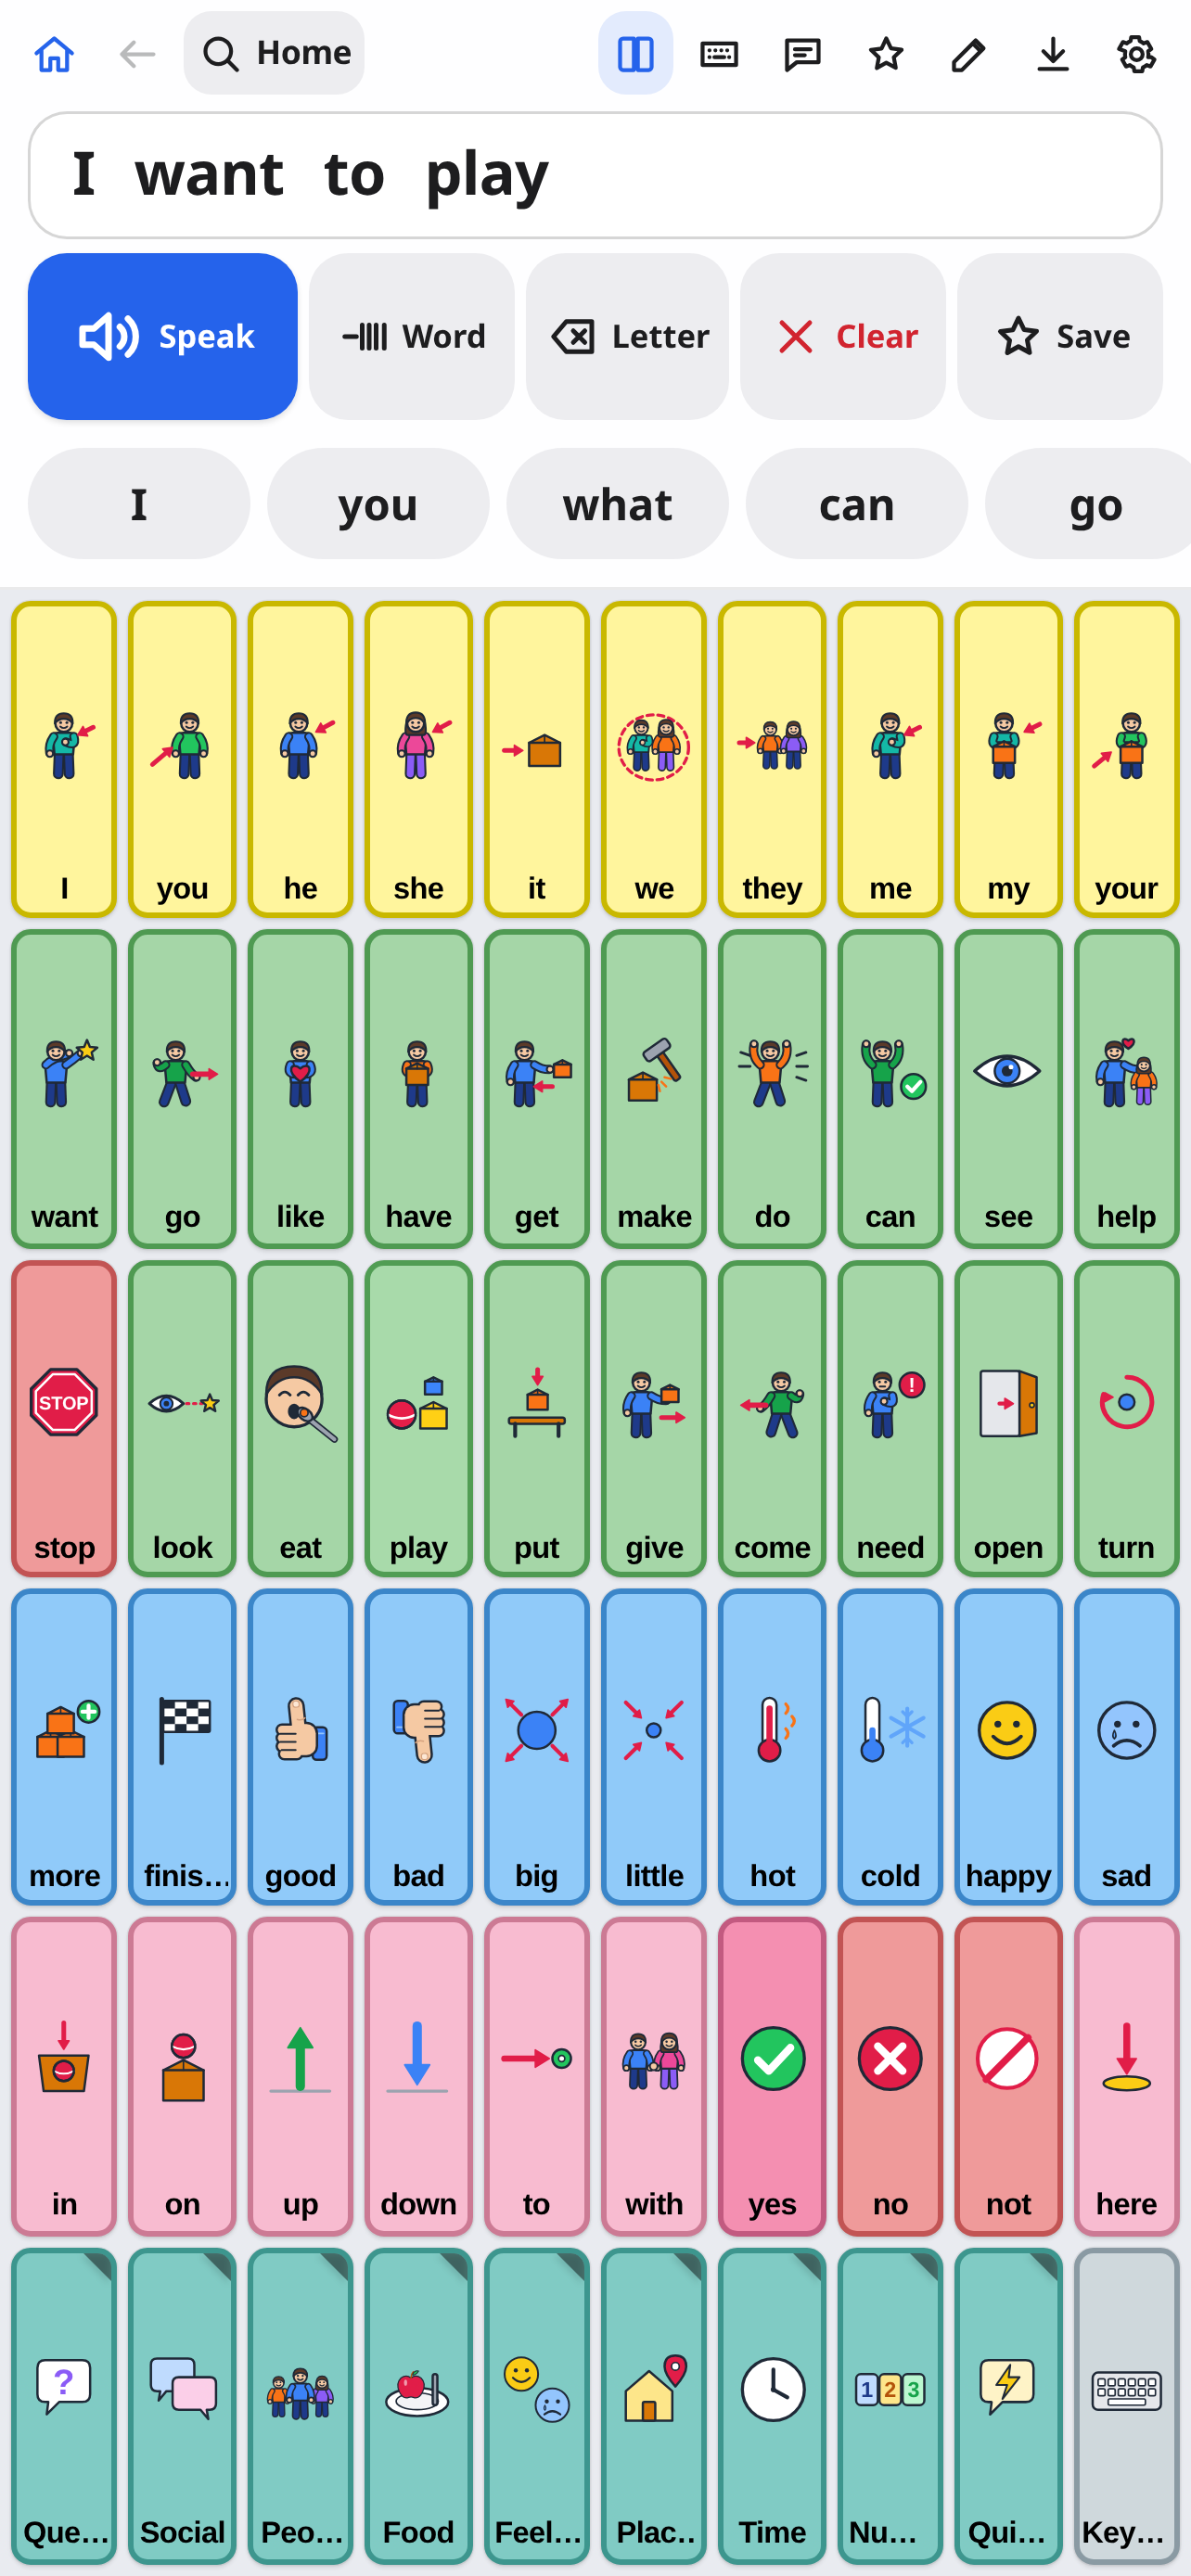 Home
I want to play
Speak Word Letter Clear Save
I you what can go
I you he she it we they me my your
want go like have get make do can see help
STOP
!
stop look eat play put give come need open turn
more finis... good bad big little hot cold happy sad
in on up down to with yes no not here
?
1 2 3
Que... Social Peo... Food Feel... Plac... Time Nu... Qui... Key...